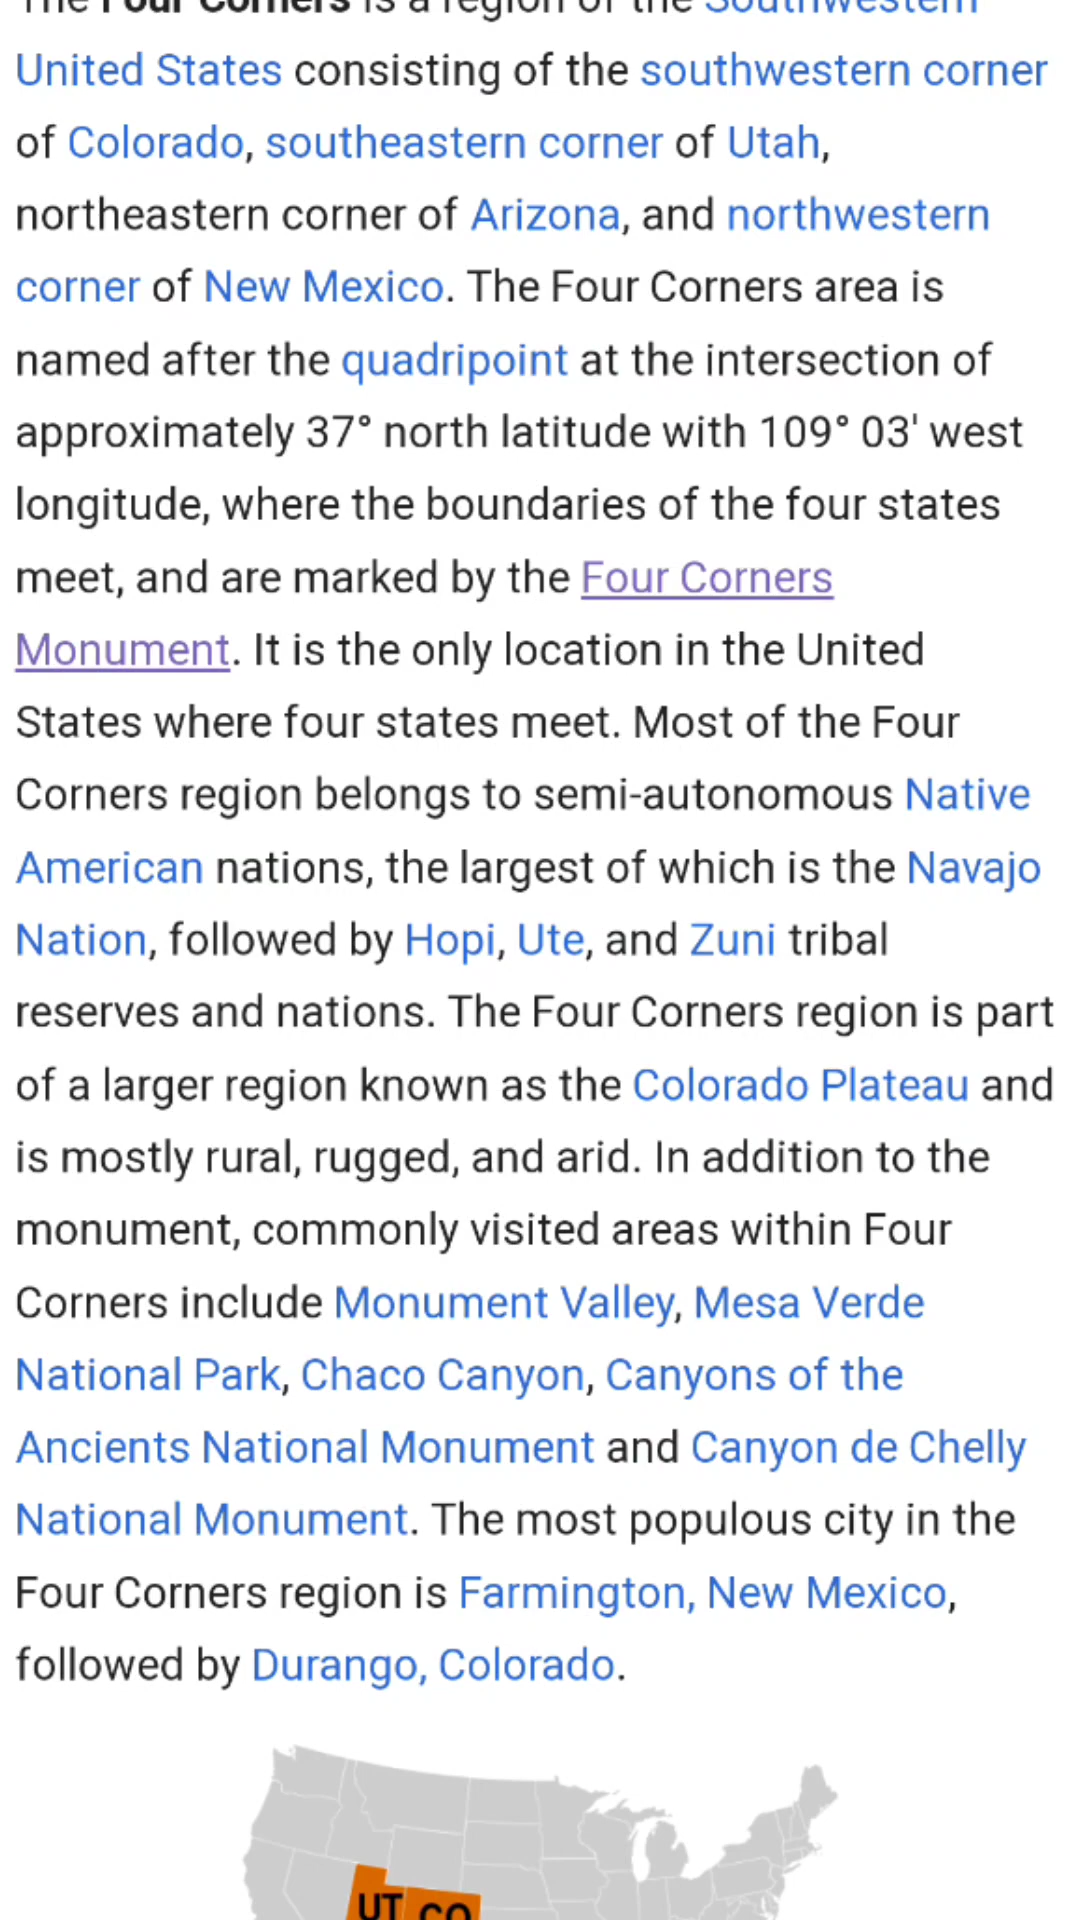 The Four Corners is a region of the Southwestern
United States consisting of the southwestern corner
of Colorado, southeastern corner of Utah,
northeastern corner of Arizona, and northwestern
corner of New Mexico. The Four Corners area is
named after the quadripoint at the intersection of
approximately 37° north latitude with 109° 03' west
longitude, where the boundaries of the four states
meet, and are marked by the Four Corners
Monument. It is the only location in the United
States where four states meet. Most of the Four
Corners region belongs to semi-autonomous Native
American nations, the largest of which is the Navajo
Nation, followed by Hopi, Ute, and Zuni tribal
reserves and nations. The Four Corners region is part
of a larger region known as the Colorado Plateau and
is mostly rural, rugged, and arid. In addition to the
monument, commonly visited areas within Four
Corners include Monument Valley, Mesa Verde
National Park, Chaco Canyon, Canyons of the
Ancients National Monument and Canyon de Chelly
National Monument. The most populous city in the
Four Corners region is Farmington, New Mexico,
followed by Durango, Colorado.
UT CO